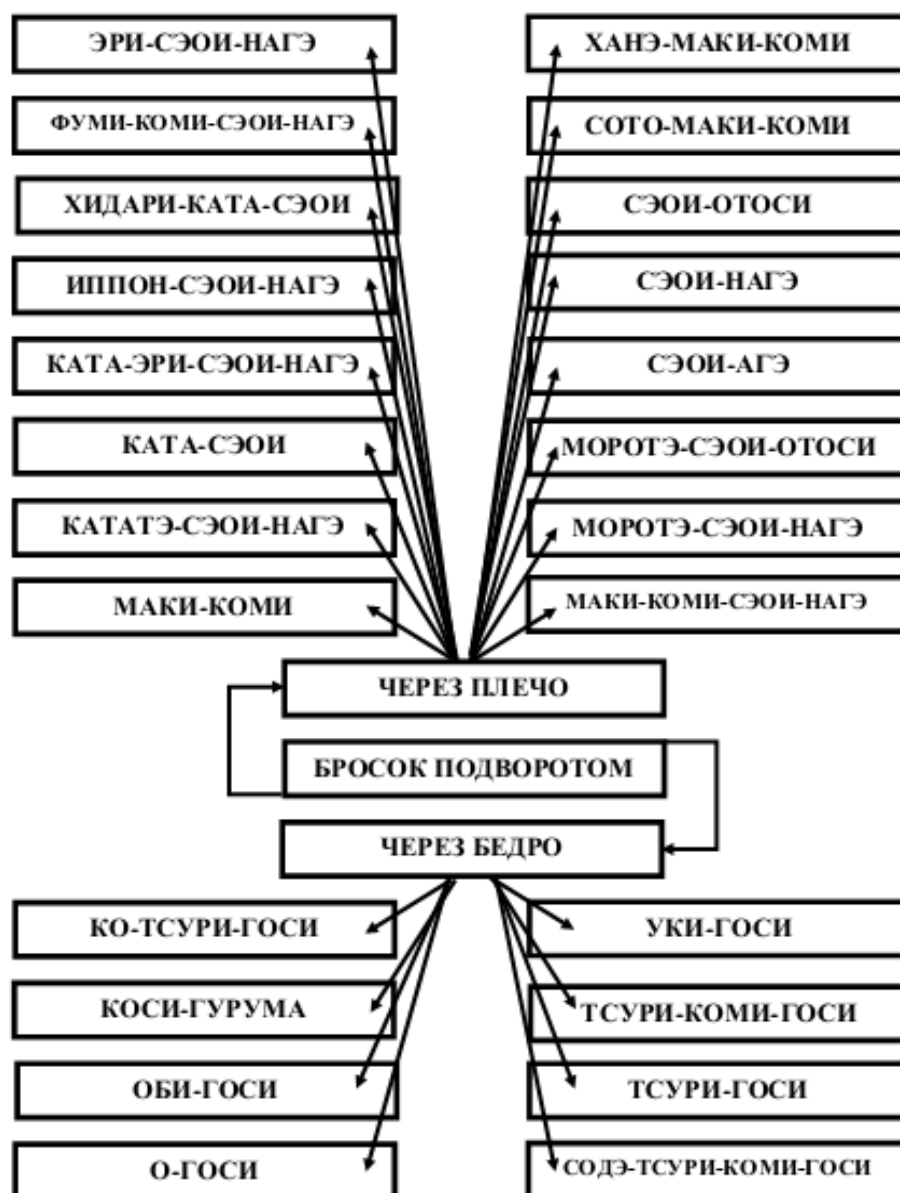 ЭРИ-СЭОИ-НАГЭ
ХАНЭ-МАКИ-КОМИ
ФУМИ-КОМИ-СЭОИ-НАГЭ
СОТО-МАКИ-КОМИ
ХИДАРИ-КАТА-СЭОИ
СЭОИ-ОТОСИ
ИППОН-СЭОИ-НАГЭ
СЭОИ-НАГЭ
КАТА-ЭРИ-СЭОИ-НАГЭ
СЭОИ-АГЭ
КАТА-СЭОИ
МОРОТЭ-СЭОИ-ОТОСИ
КАТАТЭ-СЭОИ-НАГЭ
МОРОТЭ-СЭОИ-НАГЭ
МАКИ-КОМИ
МАКИ-КОМИ-СЭОИ-НАГЭ
ЧЕРЕЗ ПЛЕЧО
БРОСОК ПОДВОРОТОМ
ЧЕРЕЗ БЕДРО
КО-ТСУРИ-ГОСИ
УКИ-ГОСИ
КОСИ-ГУРУМА
ТСУРИ-КОМИ-ГОСИ
ОБИ-ГОСИ
ТСУРИ-ГОСИ
О-ГОСИ
СОДЭ-ТСУРИ-КОМИ-ГОСИ